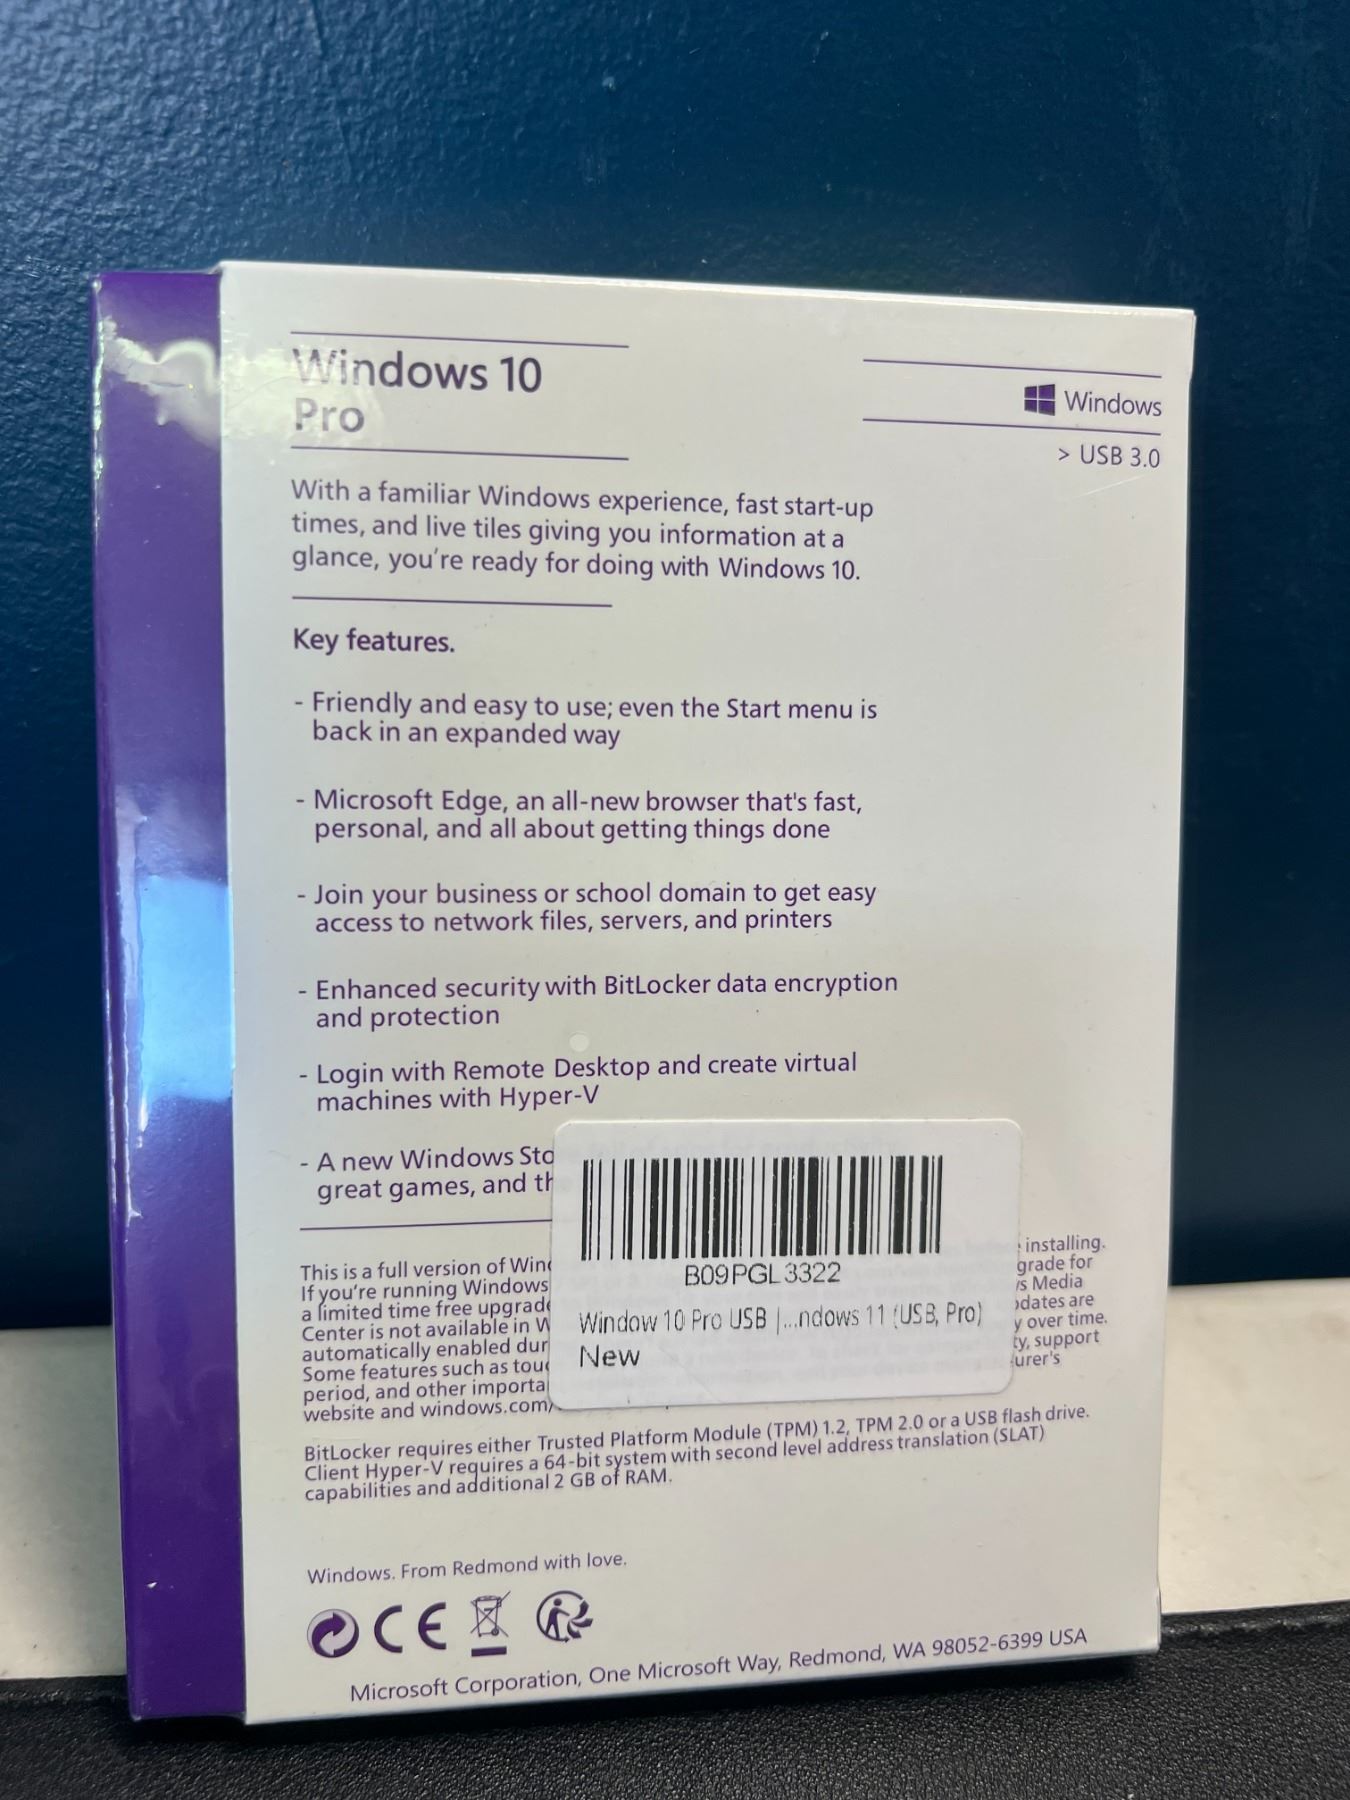 Windows 10
Pro
Windows
> USB 3.0
With a familiar Windows experience, fast start-up
times, and live tiles giving you information at a
glance, you're ready for doing with Windows 10.
Key features.
- Friendly and easy to use; even the Start menu is
back in an expanded way
- Microsoft Edge, an all-new browser that's fast,
personal, and all about getting things done
- Join your business or school domain to get easy
access to network files, servers, and printers
- Enhanced security with BitLocker data encryption
and protection
- Login with Remote Desktop and create virtual
machines with Hyper-V
- A new Windows Sto
great games, and th
This is a full version of Win
installing.
If you're running Windows
grade for
a limited time free upgrade
Media
Center is not available in W
dates are
automatically enabled dur
y over time.
Some features such as tou
ty, support
period, and other importa
urer's
website and windows.com/
B09PGL3322
Window 10 Pro USB |...ndows 11 (USB, Pro)
New
BitLocker requires either Trusted Platform Module (TPM) 1.2, TPM 2.0 or a USB flash drive.
Client Hyper-V requires a 64-bit system with second level address translation (SLAT)
capabilities and additional 2 GB of RAM.
Windows. From Redmond with love.
CE
Microsoft Corporation, One Microsoft Way, Redmond, WA 98052-6399 USA